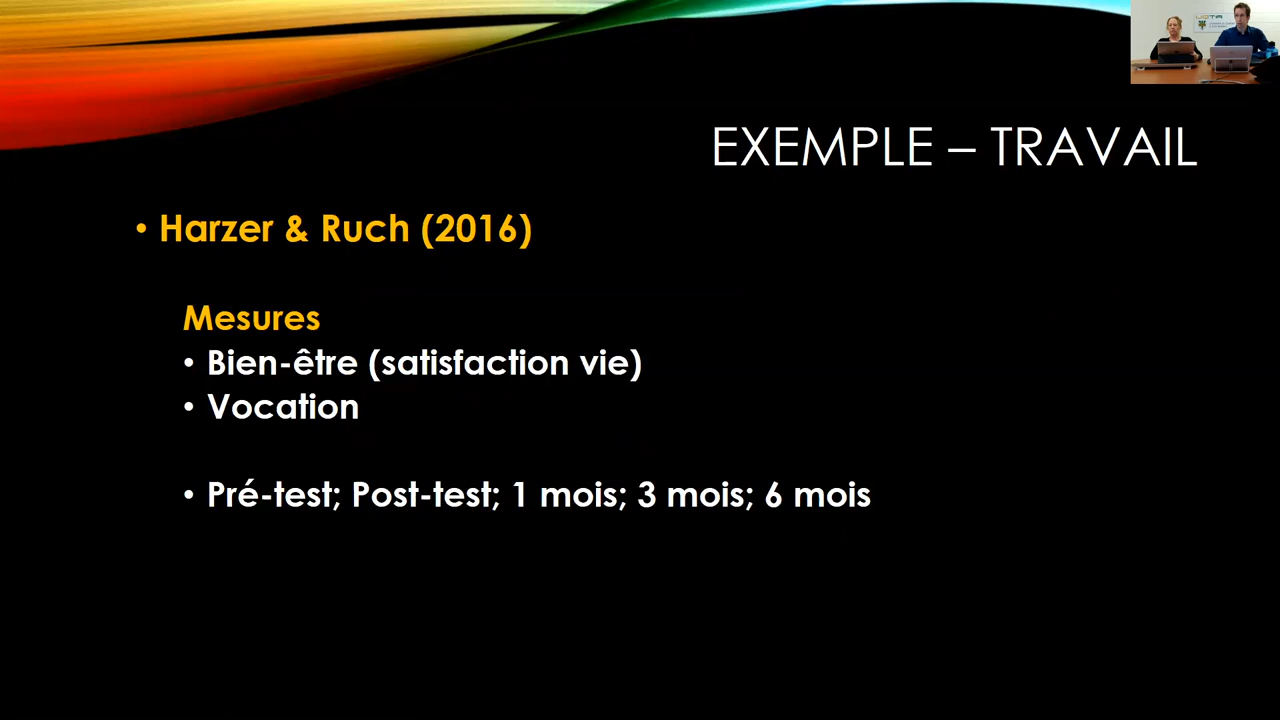 EXEMPLE – TRAVAIL
• Harzer & Ruch (2016)
Mesures
• Bien-être (satisfaction vie)
• Vocation
• Pré-test; Post-test; 1 mois; 3 mois; 6 mois